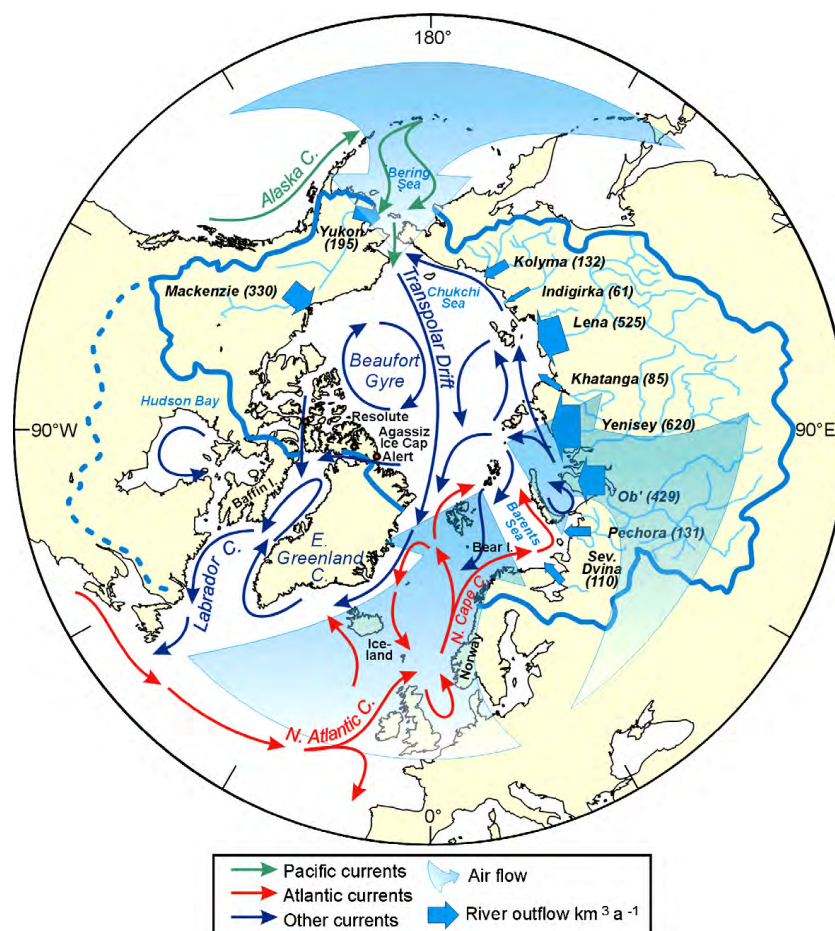 180°
Alaska C.
Bering
Sea
Yukon
(195)
Kolyma (132)
Mackenzie (330)
Chukchi
Sea
Indigirka (61)
Transpolar Drift
Lena (525)
Beaufort
Gyre
Khatanga (85)
Hudson Bay
Resolute
Yenisey (620)
90°W
90°E
Agassiz
Ice Cap
Alert
Baffin I.
Ob' (429)
Barents
Sea
Pechora (131)
Labrador C.
E.
Greenland
C.
Bear I.
Sev.
Dvina
(110)
N. Cape C.
Ice-
land
Norway
N. Atlantic C.
0°
Pacific currents
Air flow
Atlantic currents
Other currents
River outflow km³ a⁻¹